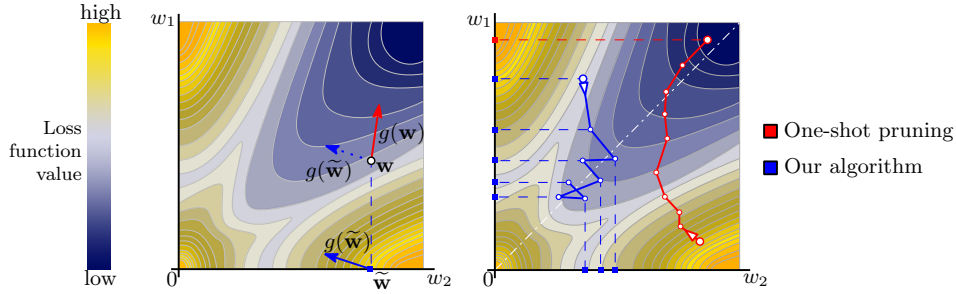 high
Loss
function
value
low
w₁
g(𝐰)
g(𝐰̃)
𝐰
g(𝐰̃)
0
𝐰̃
w₂
w₁
0
w₂
One-shot pruning
Our algorithm